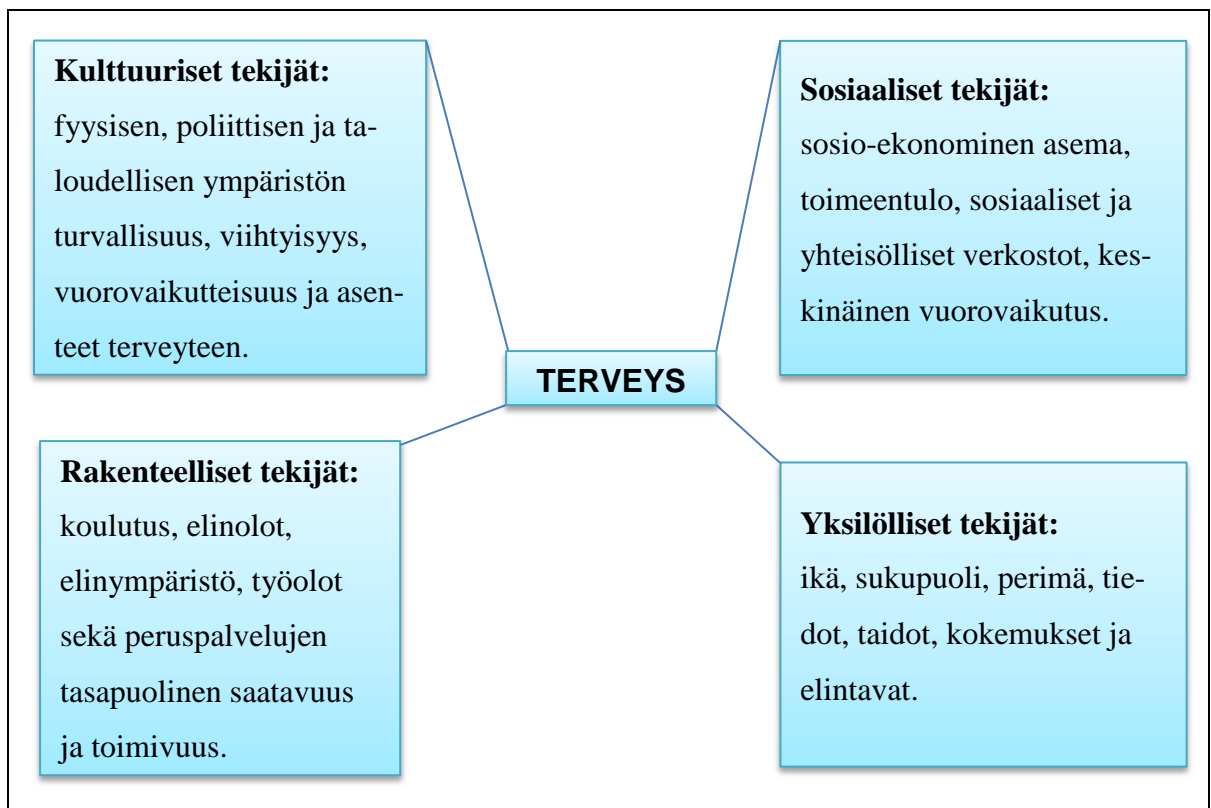 Kulttuuriset tekijät:
fyysisen, poliittisen ja ta-
loudellisen ympäristön
turvallisuus, viihtyisyys,
vuorovaikutteisuus ja asen-
teet terveyteen.
Sosiaaliset tekijät:
sosio-ekonominen asema,
toimeentulo, sosiaaliset ja
yhteisölliset verkostot, kes-
kinäinen vuorovaikutus.
TERVEYS
Rakenteelliset tekijät:
koulutus, elinolot,
elinympäristö, työolot
sekä peruspalvelujen
tasapuolinen saatavuus
ja toimivuus.
Yksilölliset tekijät:
ikä, sukupuoli, perimä, tie-
dot, taidot, kokemukset ja
elintavat.